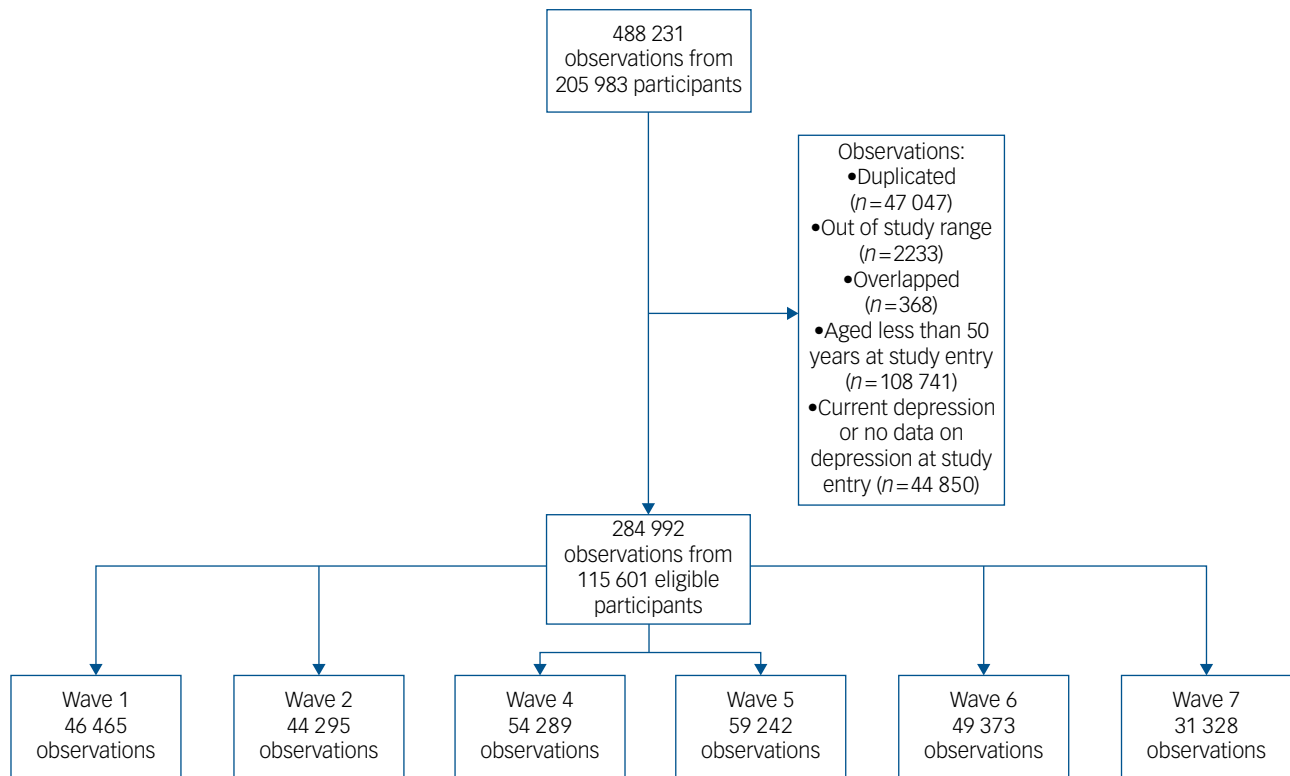 488 231
observations from
205 983 participants
Observations:
•Duplicated
(n=47 047)
•Out of study range
(n=2233)
•Overlapped
(n=368)
•Aged less than 50
years at study entry
(n=108 741)
•Current depression
or no data on
depression at study
entry (n=44 850)
284 992
observations from
115 601 eligible
participants
Wave 1
46 465
observations
Wave 2
44 295
observations
Wave 4
54 289
observations
Wave 5
59 242
observations
Wave 6
49 373
observations
Wave 7
31 328
observations